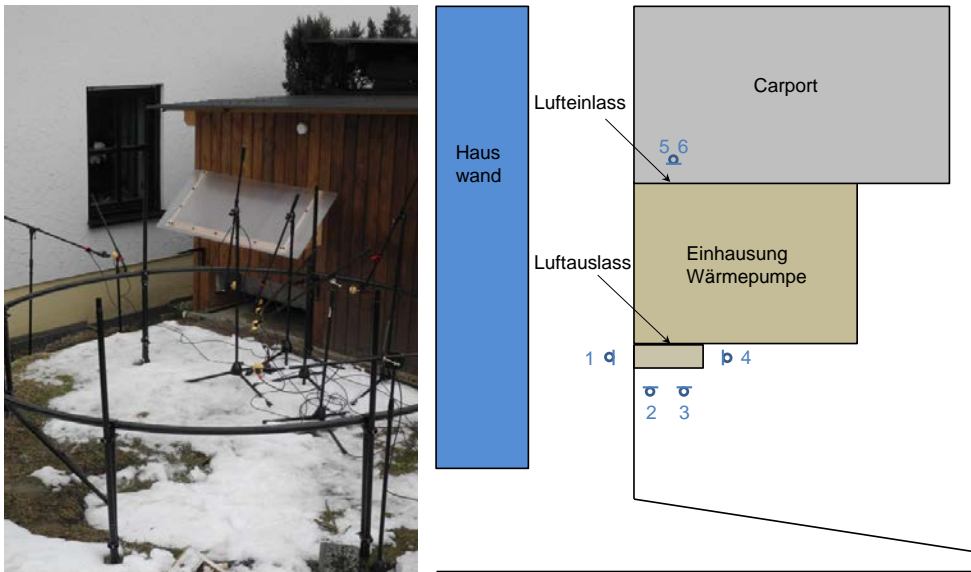 Carport
Lufteinlass
5 6
Haus
wand
Einhausung
Wärmepumpe
Luftauslass
1
4
2
3